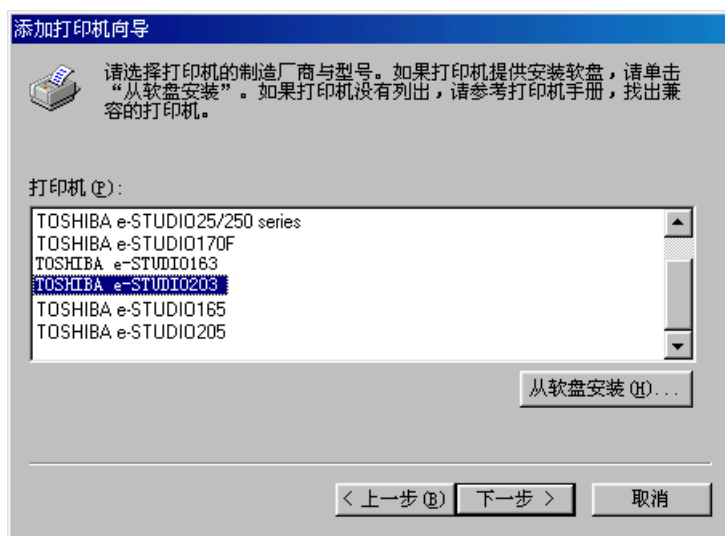 添加打印机向导
请选择打印机的制造厂商与型号。如果打印机提供安装软盘，请单击
“从软盘安装”。如果打印机没有列出，请参考打印机手册，找出兼
容的打印机。
打印机(P):
TOSHIBA e-STUDIO25/250 series
TOSHIBA e-STUDIO170F
TOSHIBA e-STUDIO163
TOSHIBA e-STUDIO203
TOSHIBA e-STUDIO165
TOSHIBA e-STUDIO205
从软盘安装(H)...
< 上一步(B) 下一步 > 取消